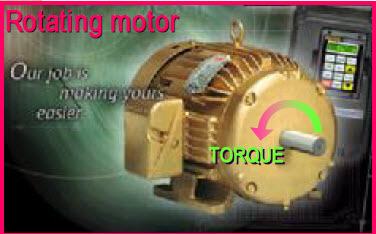 Rotating motor
Our job is
making yours
easier
TORQUE